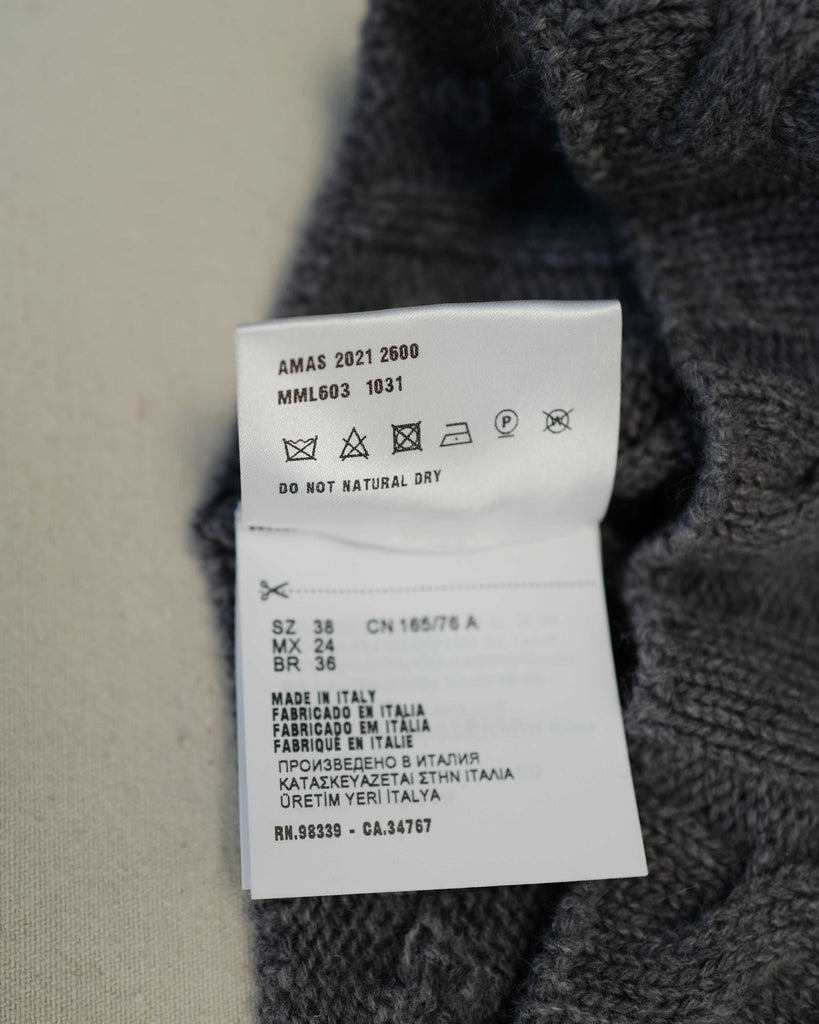 AMAS 2021 2600
MML603 1031
P W
DO NOT NATURAL DRY
SZ 38 CN 165/76 A
MX 24
BR 36
MADE IN ITALY
FABRICADO EN ITALIA
FABRICADO EM ITÁLIA
FABRIQUÉ EN ITALIE
ПРОИЗВЕДЕНО В ИТАЛИЯ
ΚΑΤΑΣΚΕΥΑΖΕΤΑΙ ΣΤΗΝ ΙΤΑΛΙΑ
ÜRETİM YERİ İTALYA
RN.98339 - CA.34767